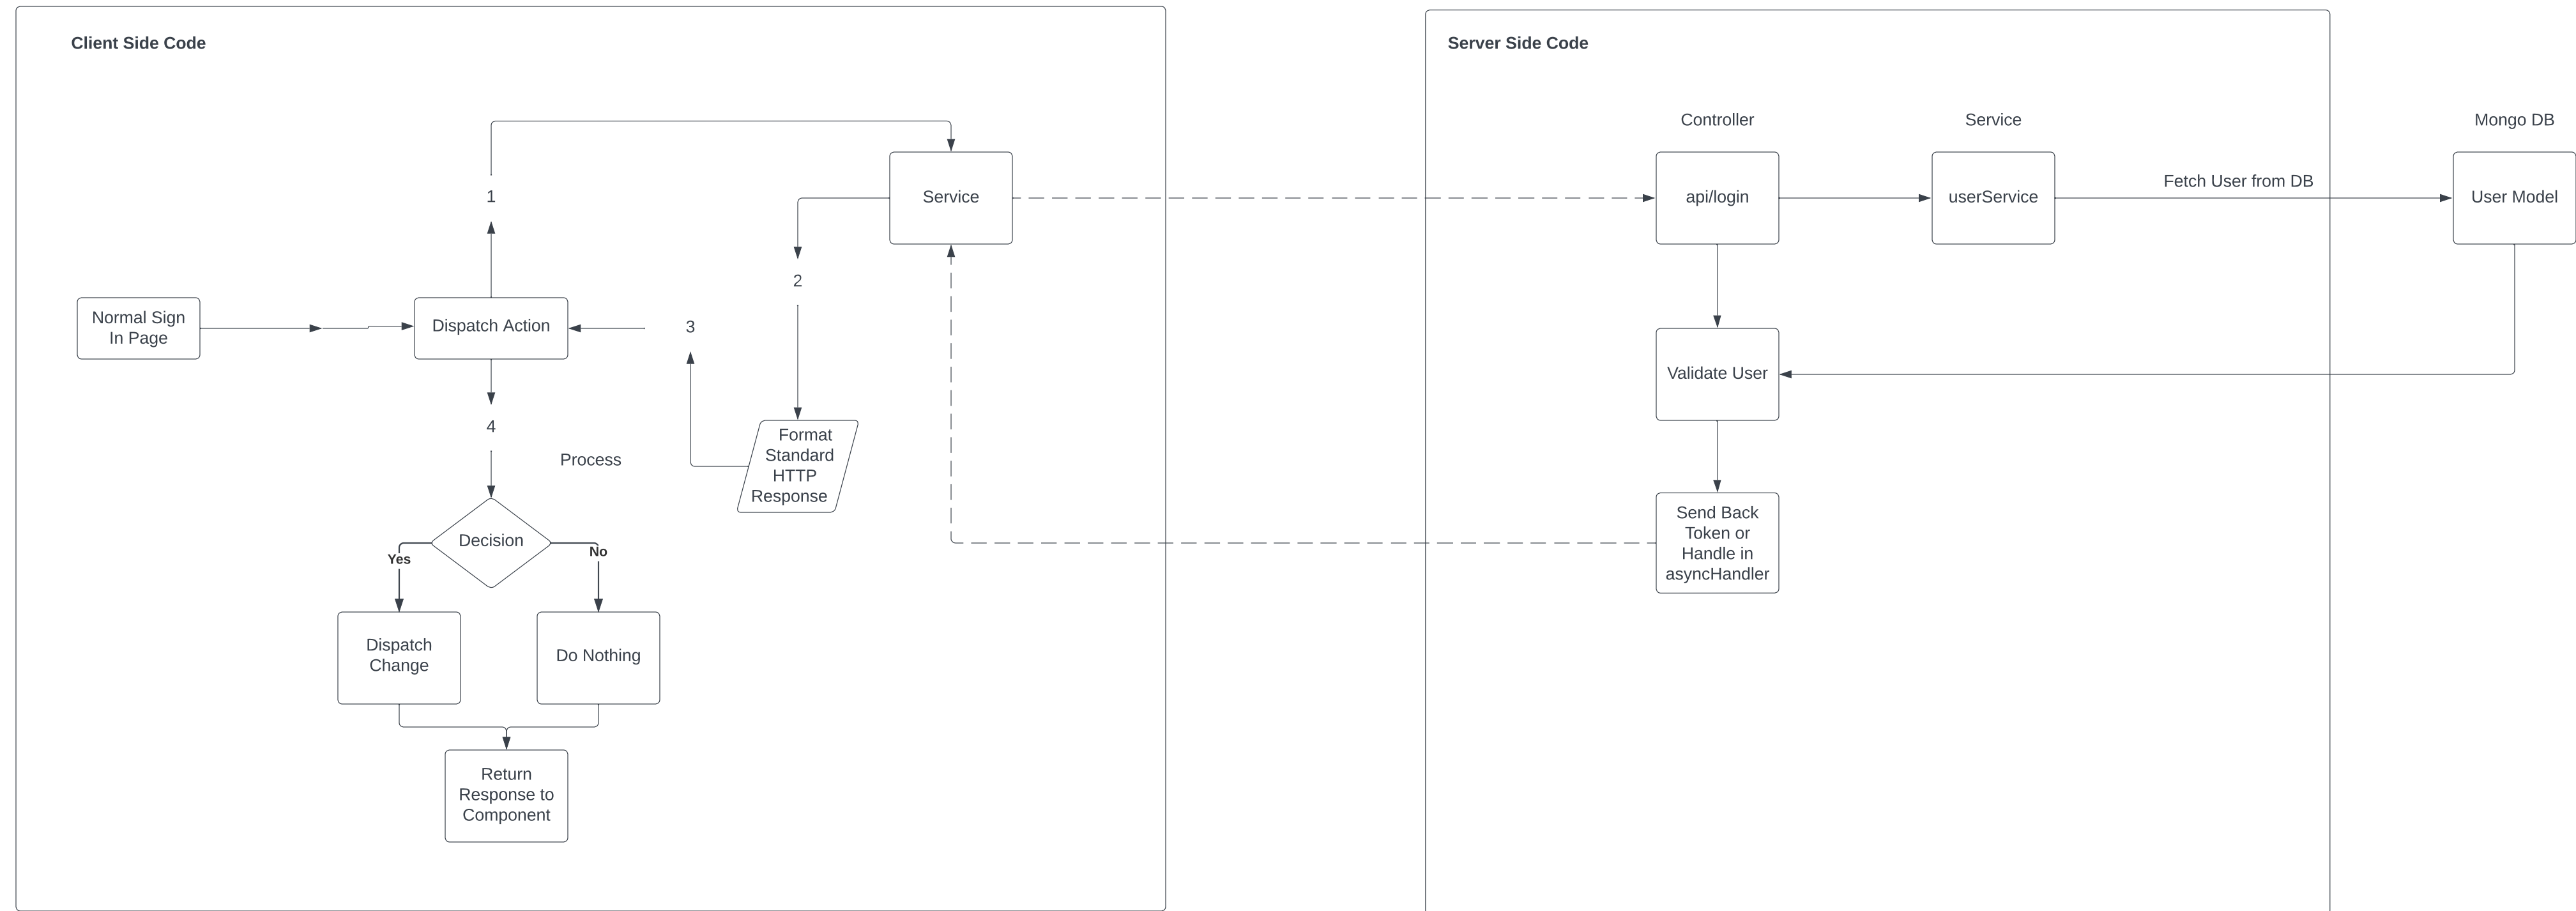 Client Side Code
Server Side Code
Controller
Service
Mongo DB
1
Service
api/login
userService
Fetch User from DB
User Model
2
Normal Sign
In Page
Dispatch Action
3
Validate User
4
Process
Format
Standard
HTTP
Response
Decision
Yes
No
Send Back
Token or
Handle in
asyncHandler
Dispatch
Change
Do Nothing
Return
Response to
Component